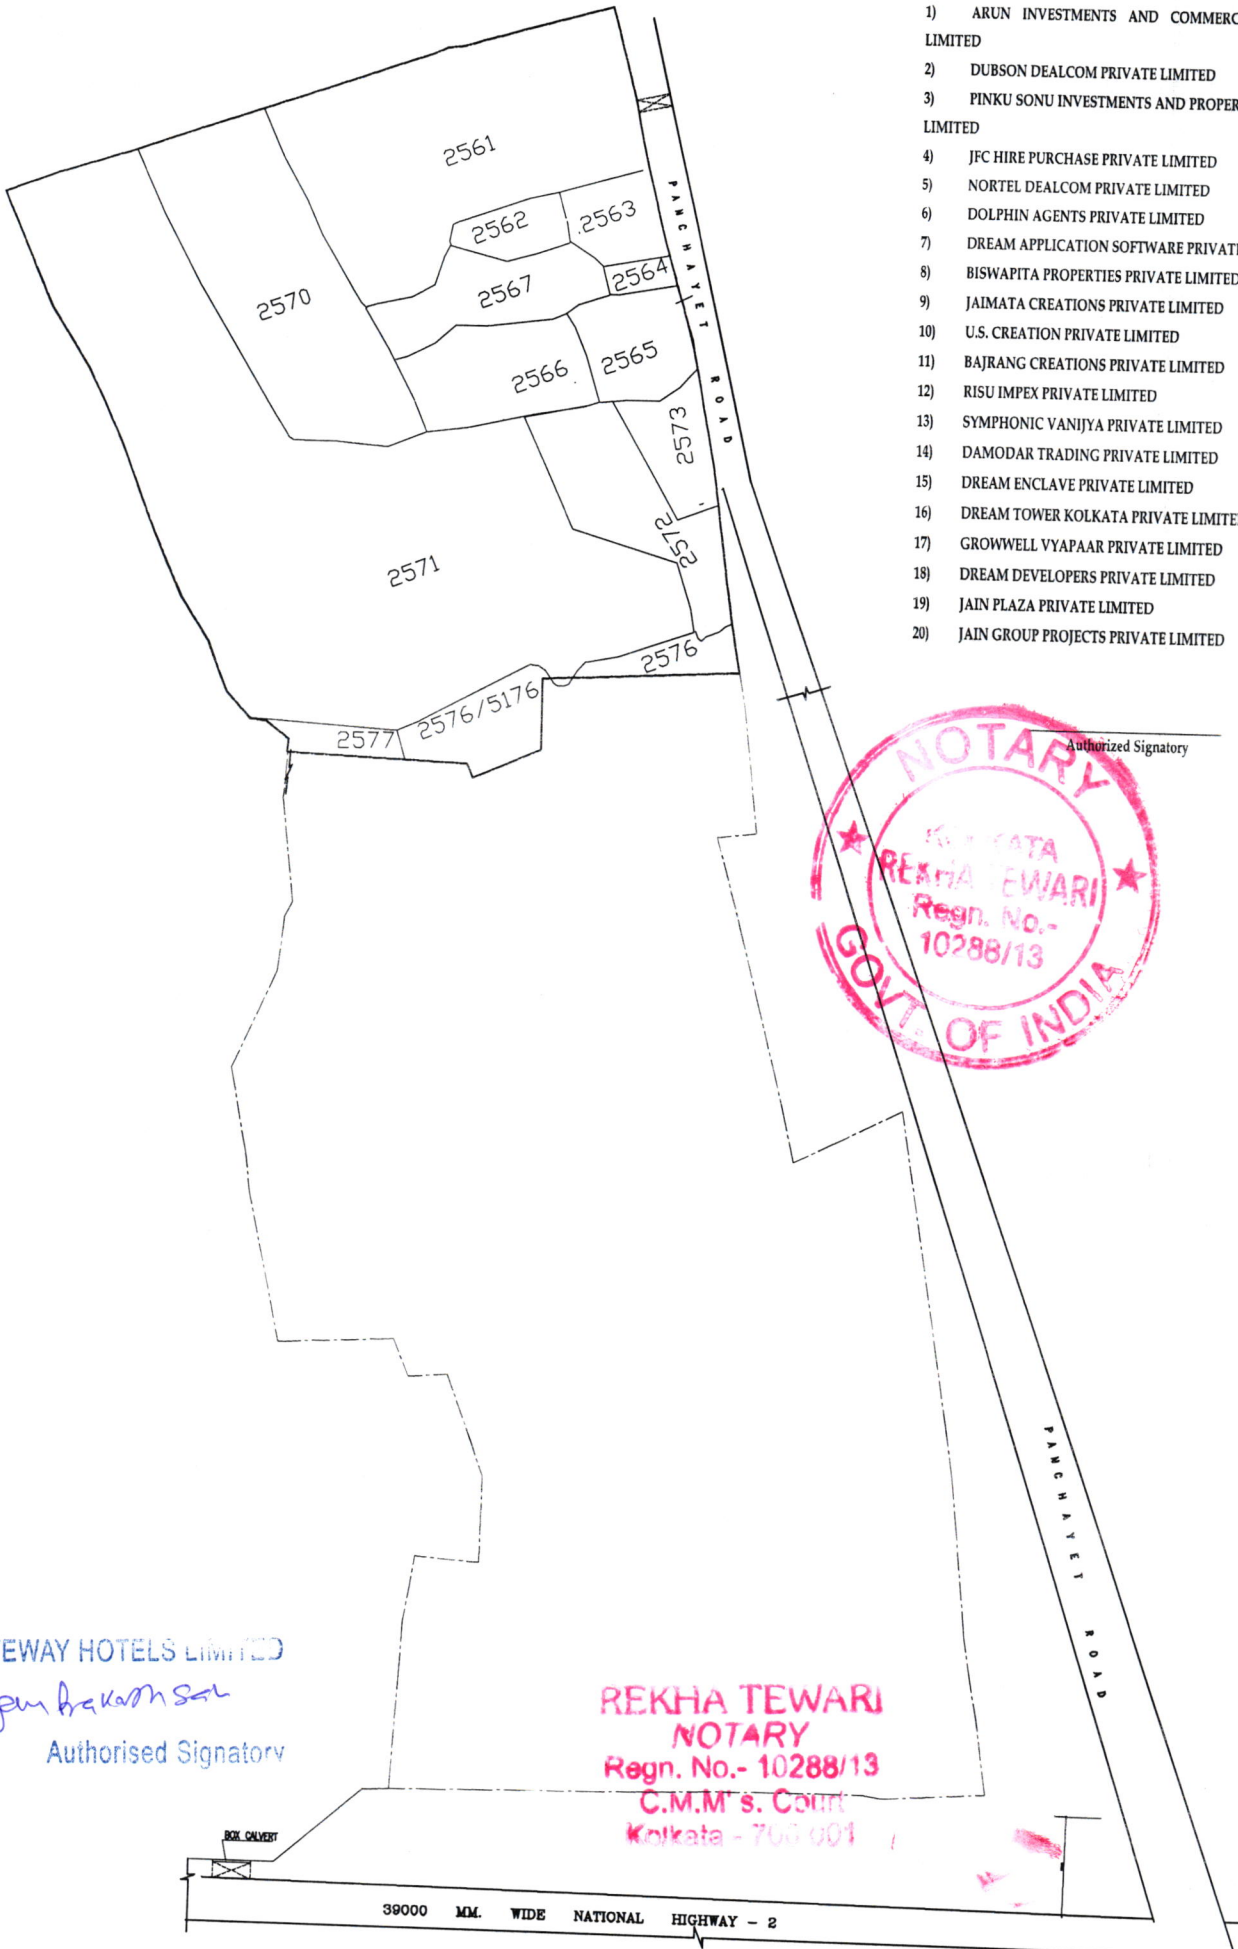 1) ARUN INVESTMENTS AND COMMERC
LIMITED
2) DUBSON DEALCOM PRIVATE LIMITED
3) PINKU SONU INVESTMENTS AND PROPER
LIMITED
4) JFC HIRE PURCHASE PRIVATE LIMITED
5) NORTEL DEALCOM PRIVATE LIMITED
6) DOLPHIN AGENTS PRIVATE LIMITED
7) DREAM APPLICATION SOFTWARE PRIVAT
8) BISWAPITA PROPERTIES PRIVATE LIMITED
9) JAIMATA CREATIONS PRIVATE LIMITED
10) U.S. CREATION PRIVATE LIMITED
11) BAJRANG CREATIONS PRIVATE LIMITED
12) RISU IMPEX PRIVATE LIMITED
13) SYMPHONIC VANIJYA PRIVATE LIMITED
14) DAMODAR TRADING PRIVATE LIMITED
15) DREAM ENCLAVE PRIVATE LIMITED
16) DREAM TOWER KOLKATA PRIVATE LIMITE
17) GROWWELL VYAPAAR PRIVATE LIMITED
18) DREAM DEVELOPERS PRIVATE LIMITED
19) JAIN PLAZA PRIVATE LIMITED
20) JAIN GROUP PROJECTS PRIVATE LIMITED
Authorized Signatory
2561
2562
2563
2564
2567
2570
2565
2566
2573
2572
2571
2576
2576/5176
2577
PANCHAYET ROAD
NOTARY
KOLKATA
REKHA TEWARI
Regn. No.-
10288/13
GOVT. OF INDIA
PANCHAYET ROAD
EWAY HOTELS LIMITED
Authorised Signatory
REKHA TEWARI
NOTARY
Regn. No.- 10288/13
C.M.M's. Court
Kolkata - 700 001
BOX CALVERT
39000 MM. WIDE NATIONAL HIGHWAY - 2